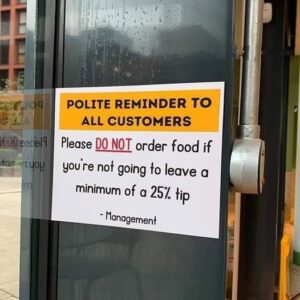 POLITE REMINDER TO
ALL CUSTOMERS
Please DO NOT order food if
you're not going to leave a
minimum of a 25% tip
- Management